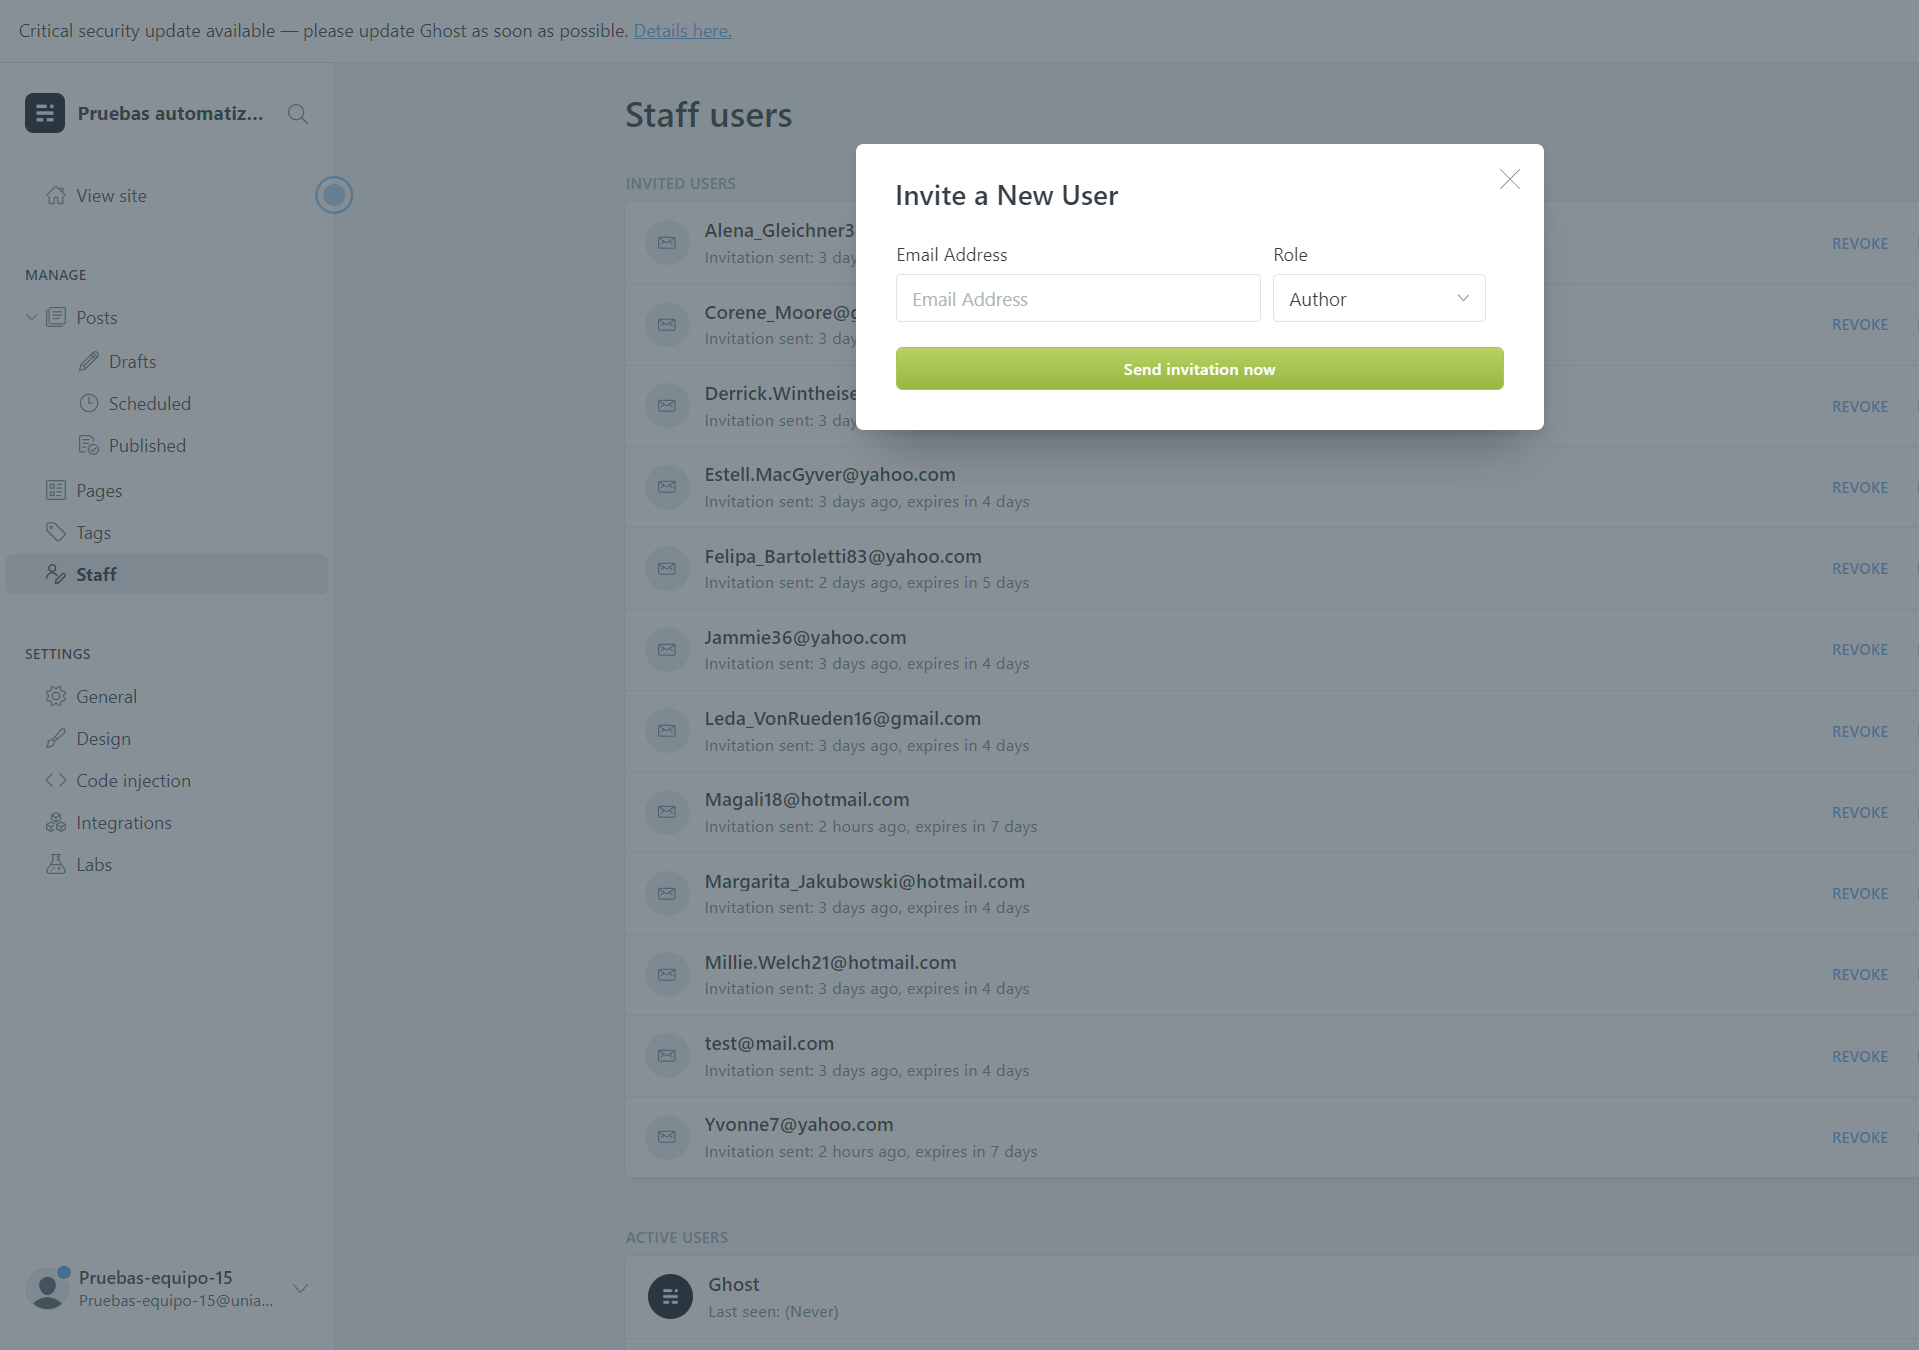 Critical security update available — please update Ghost as soon as possible. Details here.
Pruebas automatiz...
View site
MANAGE
Posts
Drafts
Scheduled
Published
Pages
Tags
Staff
SETTINGS
General
Design
Code injection
Integrations
Labs
Pruebas-equipo-15
Pruebas-equipo-15@unia...
Staff users
INVITED USERS
Alena_Gleichner3
Invitation sent: 3 day
REVOKE
Corene_Moore@g
Invitation sent: 3 day
REVOKE
Derrick.Wintheise
Invitation sent: 3 day
REVOKE
Estell.MacGyver@yahoo.com
Invitation sent: 3 days ago, expires in 4 days
REVOKE
Felipa_Bartoletti83@yahoo.com
Invitation sent: 2 days ago, expires in 5 days
REVOKE
Jammie36@yahoo.com
Invitation sent: 3 days ago, expires in 4 days
REVOKE
Leda_VonRueden16@gmail.com
Invitation sent: 3 days ago, expires in 4 days
REVOKE
Magali18@hotmail.com
Invitation sent: 2 hours ago, expires in 7 days
REVOKE
Margarita_Jakubowski@hotmail.com
Invitation sent: 3 days ago, expires in 4 days
REVOKE
Millie.Welch21@hotmail.com
Invitation sent: 3 days ago, expires in 4 days
REVOKE
test@mail.com
Invitation sent: 3 days ago, expires in 4 days
REVOKE
Yvonne7@yahoo.com
Invitation sent: 2 hours ago, expires in 7 days
REVOKE
ACTIVE USERS
Ghost
Last seen: (Never)
Invite a New User
Email Address
Role
Email Address
Author
Send invitation now